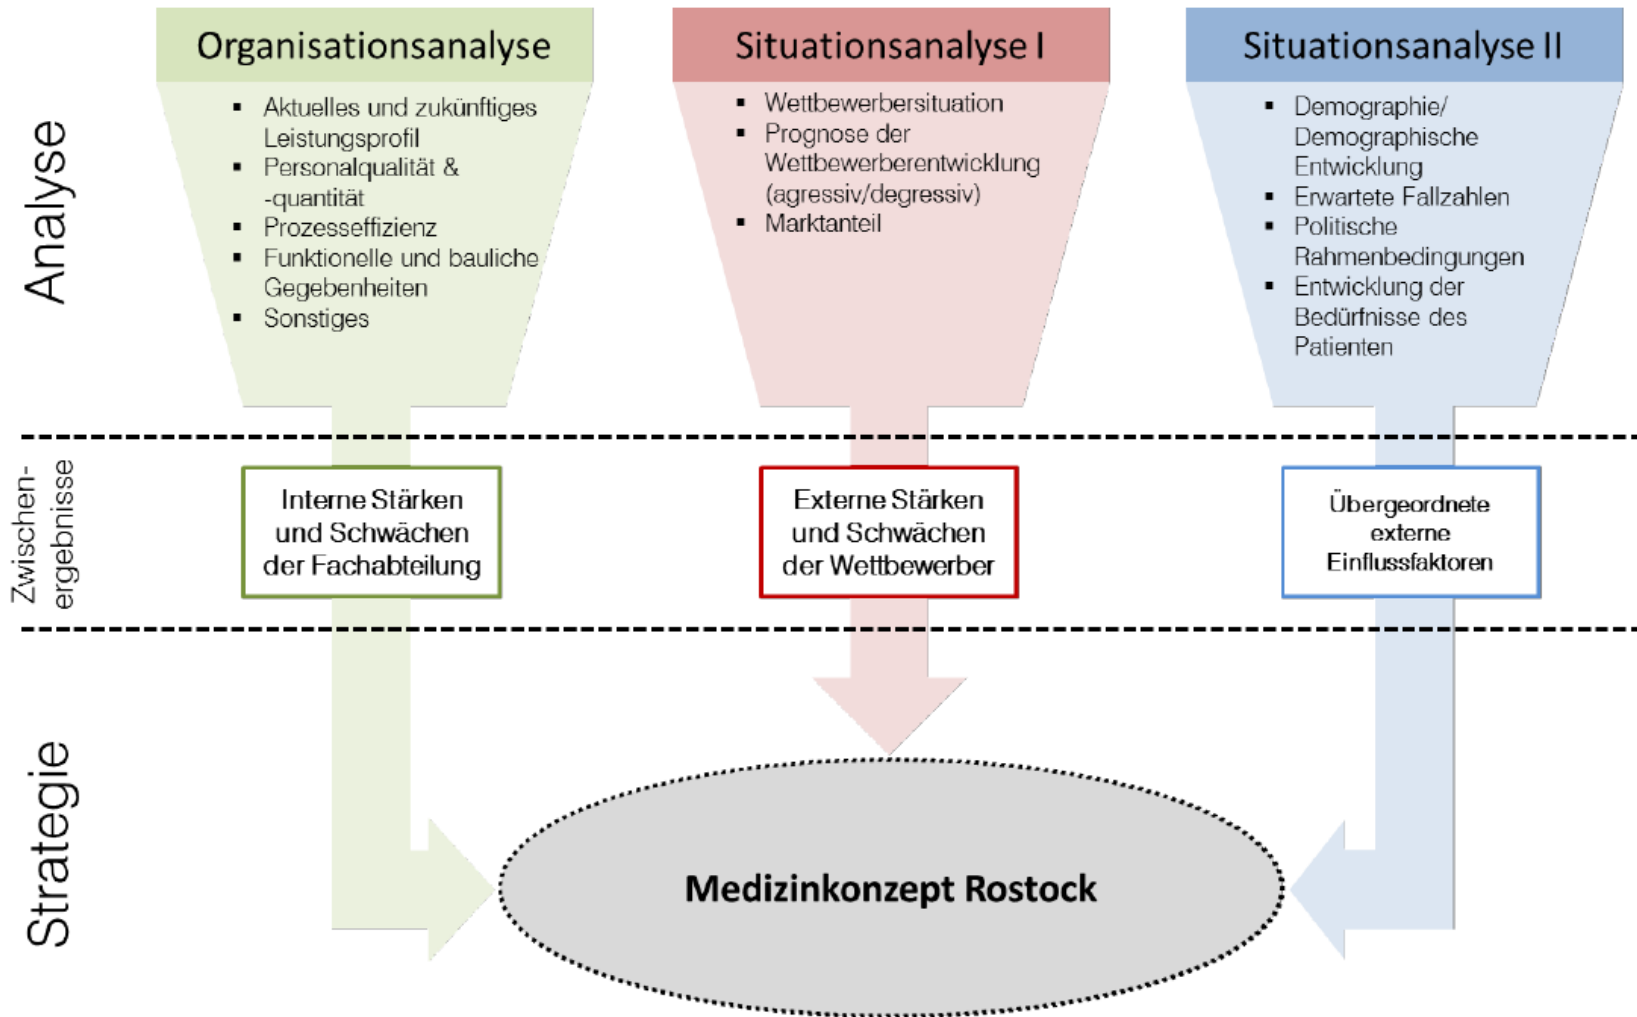 Analyse
Organisationsanalyse
▪ Aktuelles und zukünftiges
Leistungsprofil
▪ Personalqualität &
-quantität
▪ Prozesseffizienz
▪ Funktionelle und bauliche
Gegebenheiten
▪ Sonstiges
Situationsanalyse I
▪ Wettbewerbersituation
▪ Prognose der
Wettbewerberentwicklung
(agressiv/degressiv)
▪ Marktanteil
Situationsanalyse II
▪ Demographie/
Demographische
Entwicklung
▪ Erwartete Fallzahlen
▪ Politische
Rahmenbedingungen
▪ Entwicklung der
Bedürfnisse des
Patienten
Zwischen-
ergebnisse
Interne Stärken
und Schwächen
der Fachabteilung
Externe Stärken
und Schwächen
der Wettbewerber
Übergeordnete
externe
Einflussfaktoren
Strategie
Medizinkonzept Rostock